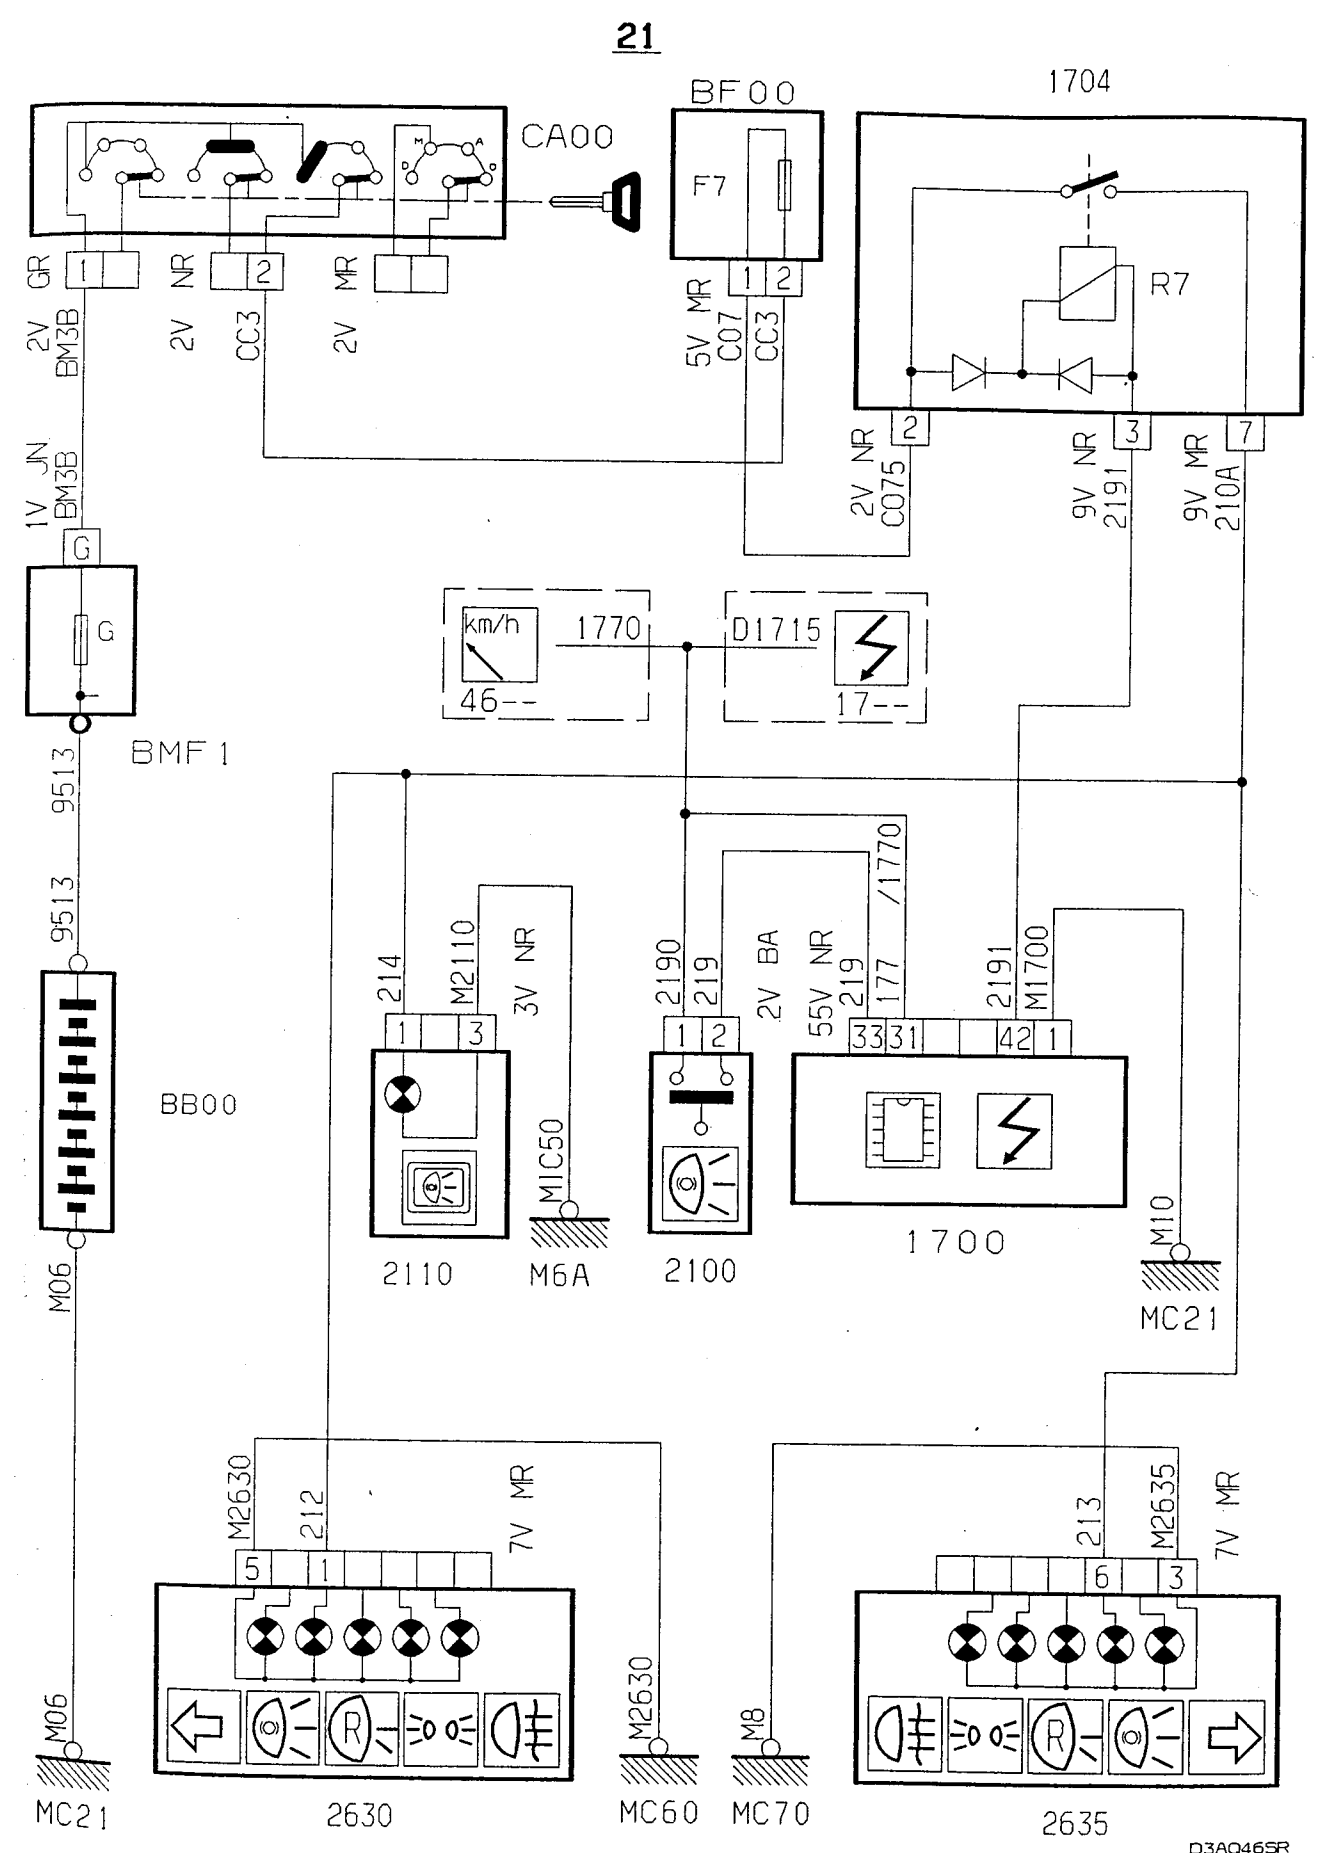 21
1704
BF00
CA00
M
A
D
D
F7
R7
1
2
1
2
2
3
7
2V GR
BM3B
2V NR
CC3
2V MR
5V MR
C07
CC3
2V NR
C075
9V NR
2191
9V MR
210A
1V JN
BM3B
G
G
km/h
1770
46--
D1715
17--
BMF1
9513
9513
214
M2110
3V NR
2190
219
2V BA
55V NR
219
177 /1770
2191
M1700
1
3
1
2
33
31
42
1
BB00
MIC50
M10
2110
M6A
2100
1700
MC21
M06
M2630
212
7V MR
213
M2635
7V MR
5
1
6
3
M06
M2630
M8
R
R
MC21
2630
MC60
MC70
2635
D3A046SR